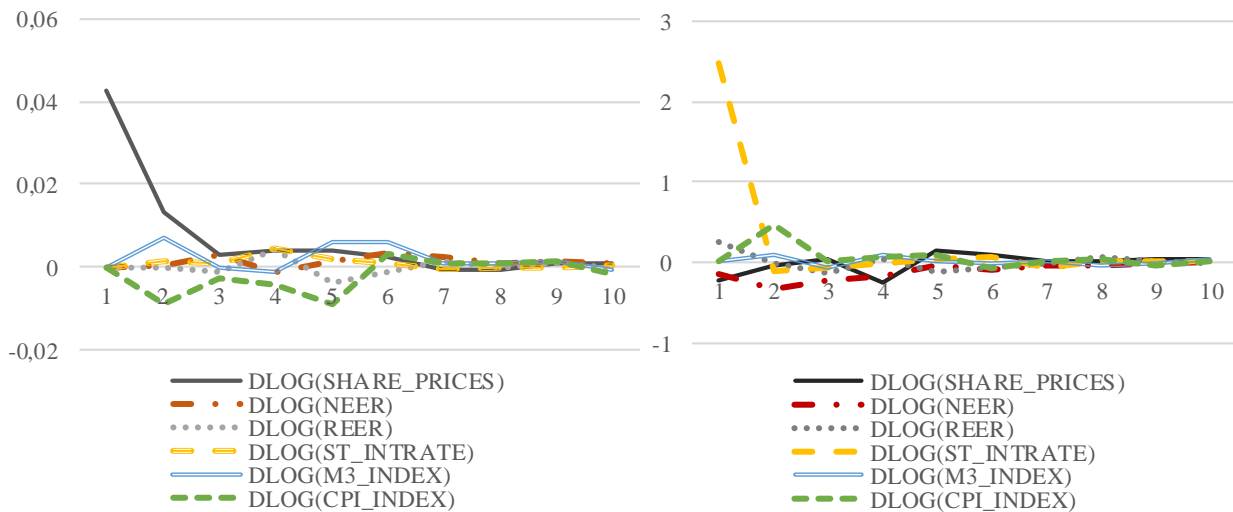 0,06
0,04
0,02
0
-0,02
1 2 3 4 5 6 7 8 9 10
DLOG(SHARE_PRICES)
DLOG(NEER)
DLOG(REER)
DLOG(ST_INTRATE)
DLOG(M3_INDEX)
DLOG(CPI_INDEX)
3
2
1
0
-1
1 2 3 4 5 6 7 8 9 10
DLOG(SHARE_PRICES)
DLOG(NEER)
DLOG(REER)
DLOG(ST_INTRATE)
DLOG(M3_INDEX)
DLOG(CPI_INDEX)